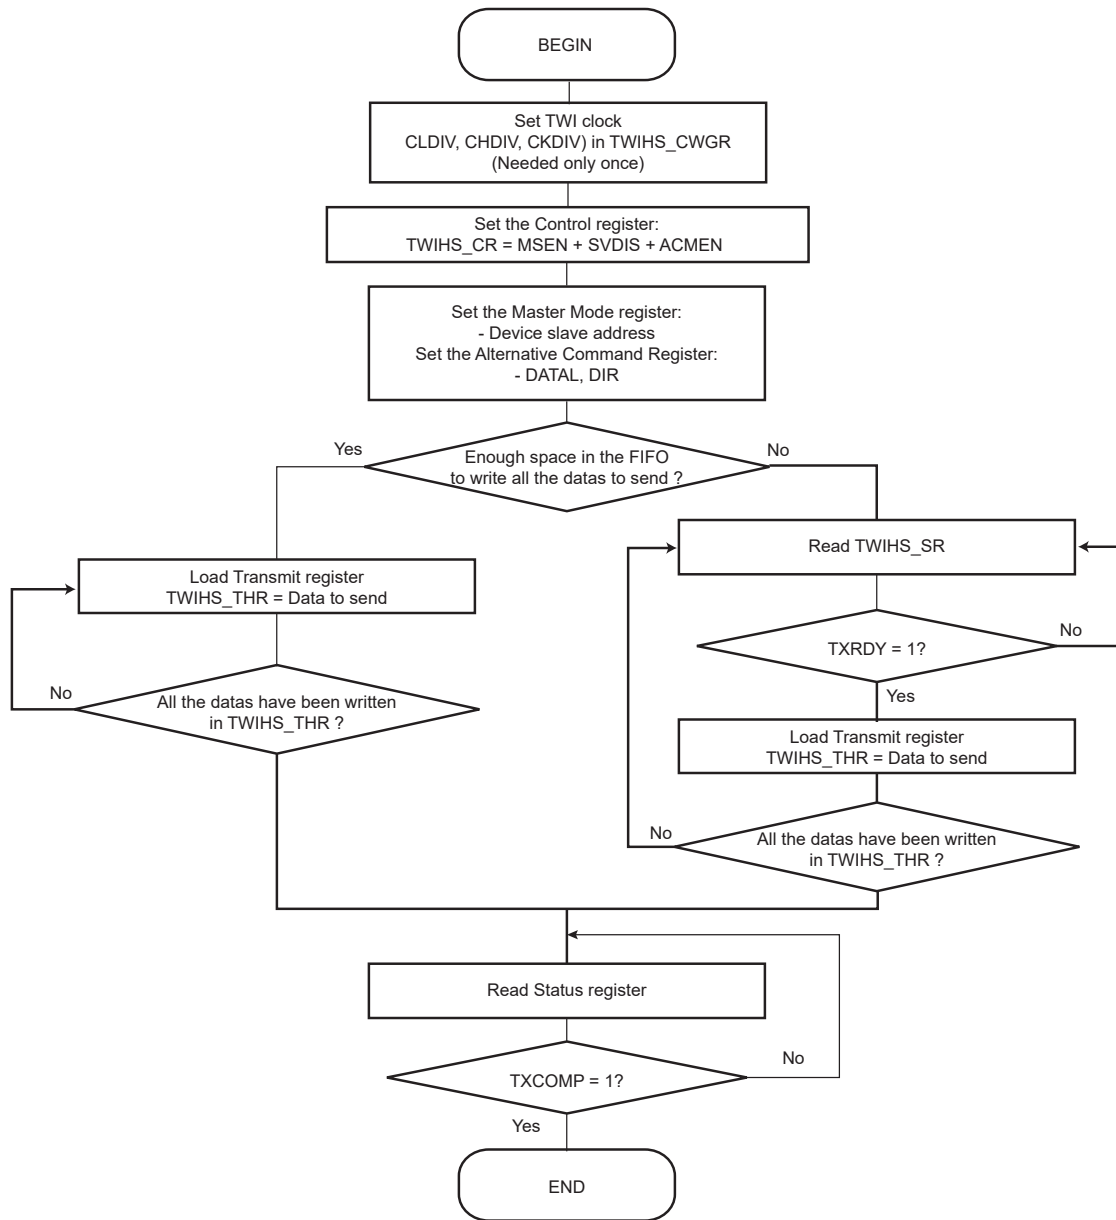 BEGIN
Set TWI clock
CLDIV, CHDIV, CKDIV) in TWIHS_CWGR
(Needed only once)
Set the Control register:
TWIHS_CR = MSEN + SVDIS + ACMEN
Set the Master Mode register:
- Device slave address
Set the Alternative Command Register:
- DATAL, DIR
Yes
Enough space in the FIFO
to write all the datas to send ?
No
Read TWIHS_SR
Load Transmit register
TWIHS_THR = Data to send
TXRDY = 1?
No
Yes
No
All the datas have been written
in TWIHS_THR ?
Load Transmit register
TWIHS_THR = Data to send
No
All the datas have been written
in TWIHS_THR ?
Read Status register
No
TXCOMP = 1?
Yes
END